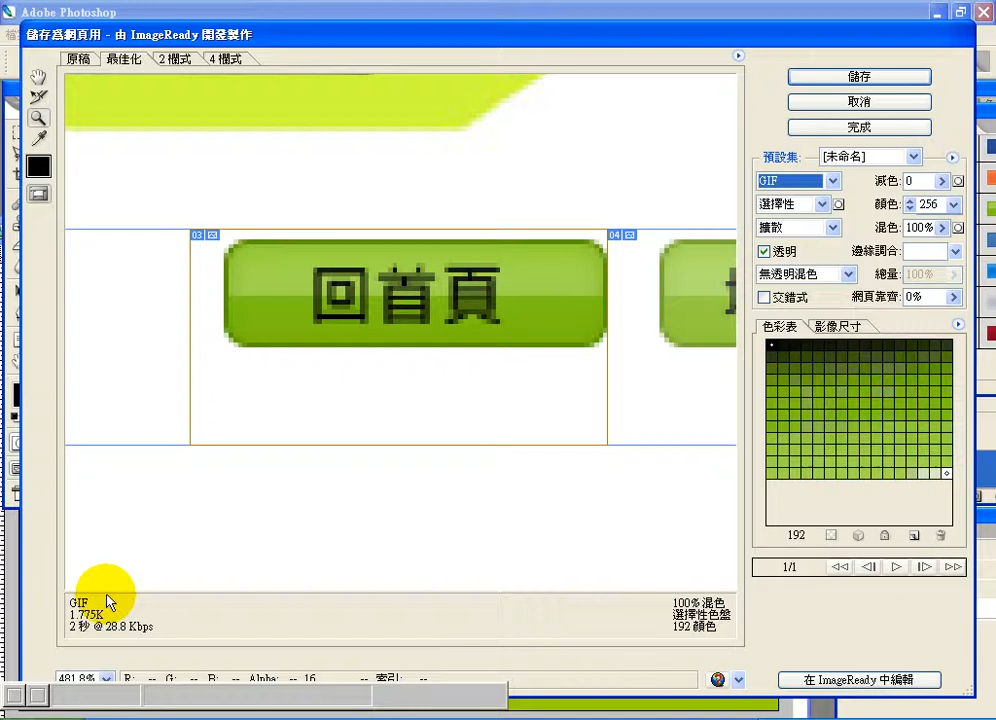 Adobe Photoshop
儲存為網頁用 - 由 ImageReady 開發製作
原稿 最佳化 2 欄式 4 欄式
儲存
取消
完成
預設集: [未命名]
GIF 減色: 0
選擇性 顏色: 256
擴散 混色: 100%
透明 邊緣調合:
無透明混色 總量: 100%
交錯式 網頁靠齊: 0%
色彩表 影像尺寸
03 04
回首頁
192
1/1
GIF
1.775K
2 秒 @ 28.8 Kbps
100% 混色
選擇性色盤
192 顏色
481.8% R: -- G: -- B: -- Alpha: -- 16 -- 索引: --
在 ImageReady 中編輯